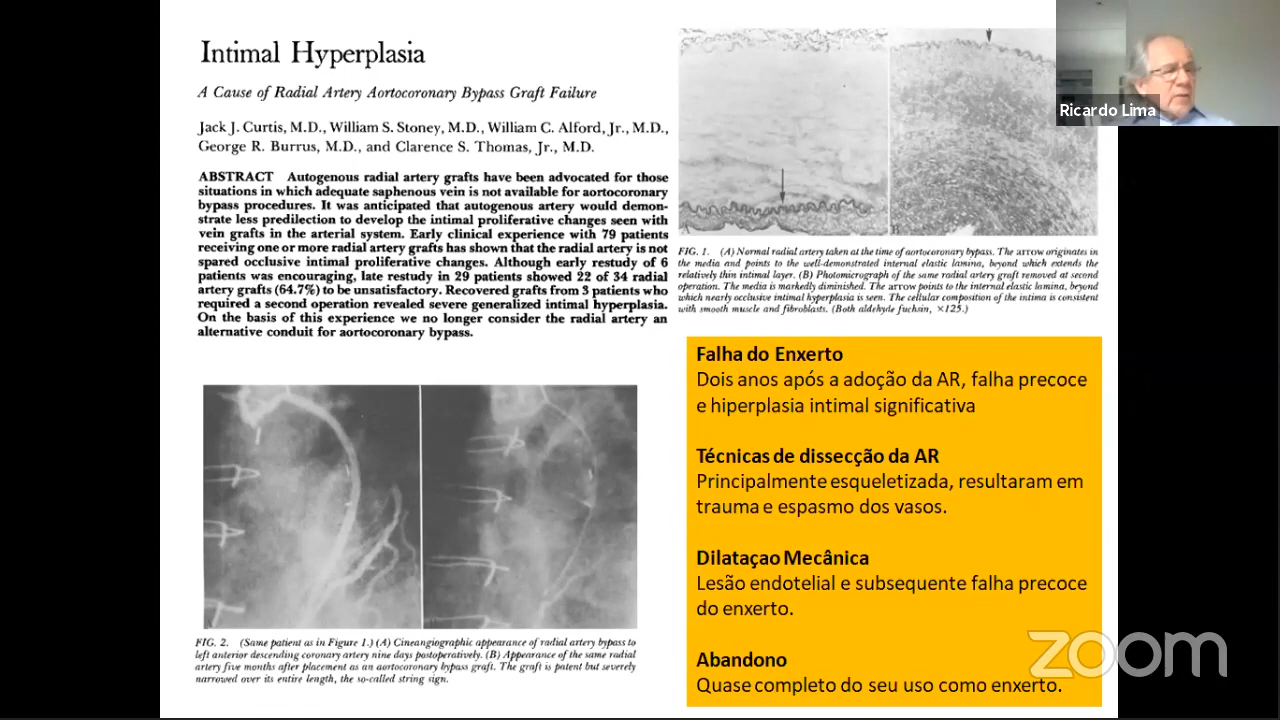 Intimal Hyperplasia
A Cause of Radial Artery Aortocoronary Bypass Graft Failure
Jack J. Curtis, M.D., William S. Stoney, M.D., William C. Alford, Jr., M.D.,
George R. Burrus, M.D., and Clarence S. Thomas, Jr., M.D.
ABSTRACT Autogenous radial artery grafts have been advocated for those
situations in which adequate saphenous vein is not available for aortocoronary
bypass procedures. It was anticipated that autogenous artery would demon-
strate less predilection to develop the intimal proliferative changes seen with
vein grafts in the arterial system. Early clinical experience with 79 patients
receiving one or more radial artery grafts has shown that the radial artery is not
spared occlusive intimal proliferative changes. Although early restudy of 6
patients was encouraging, late restudy in 29 patients showed 22 of 34 radial
artery grafts (64.7%) to be unsatisfactory. Recovered grafts from 3 patients who
required a second operation revealed severe generalized intimal hyperplasia.
On the basis of this experience we no longer consider the radial artery an
alternative conduit for aortocoronary bypass.
FIG. 2. (Same patient as in Figure 1.) (A) Cineangiographic appearance of radial artery bypass to
left anterior descending coronary artery nine days postoperatively. (B) Appearance of the same radial
artery five months after placement as an aortocoronary bypass graft. The graft is patent but severely
narrowed over its entire length, the so-called string sign.
A
B
FIG. 1. (A) Normal radial artery taken at the time of aortocoronary bypass. The arrow originates in
the media and points to the well-demonstrated internal elastic lamina, beyond which extends the
relatively thin intimal layer. (B) Photomicrograph of the same radial artery graft removed at second
operation. The media is markedly diminished. The arrow points to the internal elastic lamina, beyond
which nearly occlusive intimal hyperplasia is seen. The cellular composition of the intima is consistent
with smooth muscle and fibroblasts. (Both aldehyde fuchsin, ×125.)
Falha do Enxerto
Dois anos após a adoção da AR, falha precoce
e hiperplasia intimal significativa
Técnicas de dissecção da AR
Principalmente esqueletizada, resultaram em
trauma e espasmo dos vasos.
Dilataçao Mecânica
Lesão endotelial e subsequente falha precoce
do enxerto.
Abandono
Quase completo do seu uso como enxerto.
Ricardo Lima
zoom